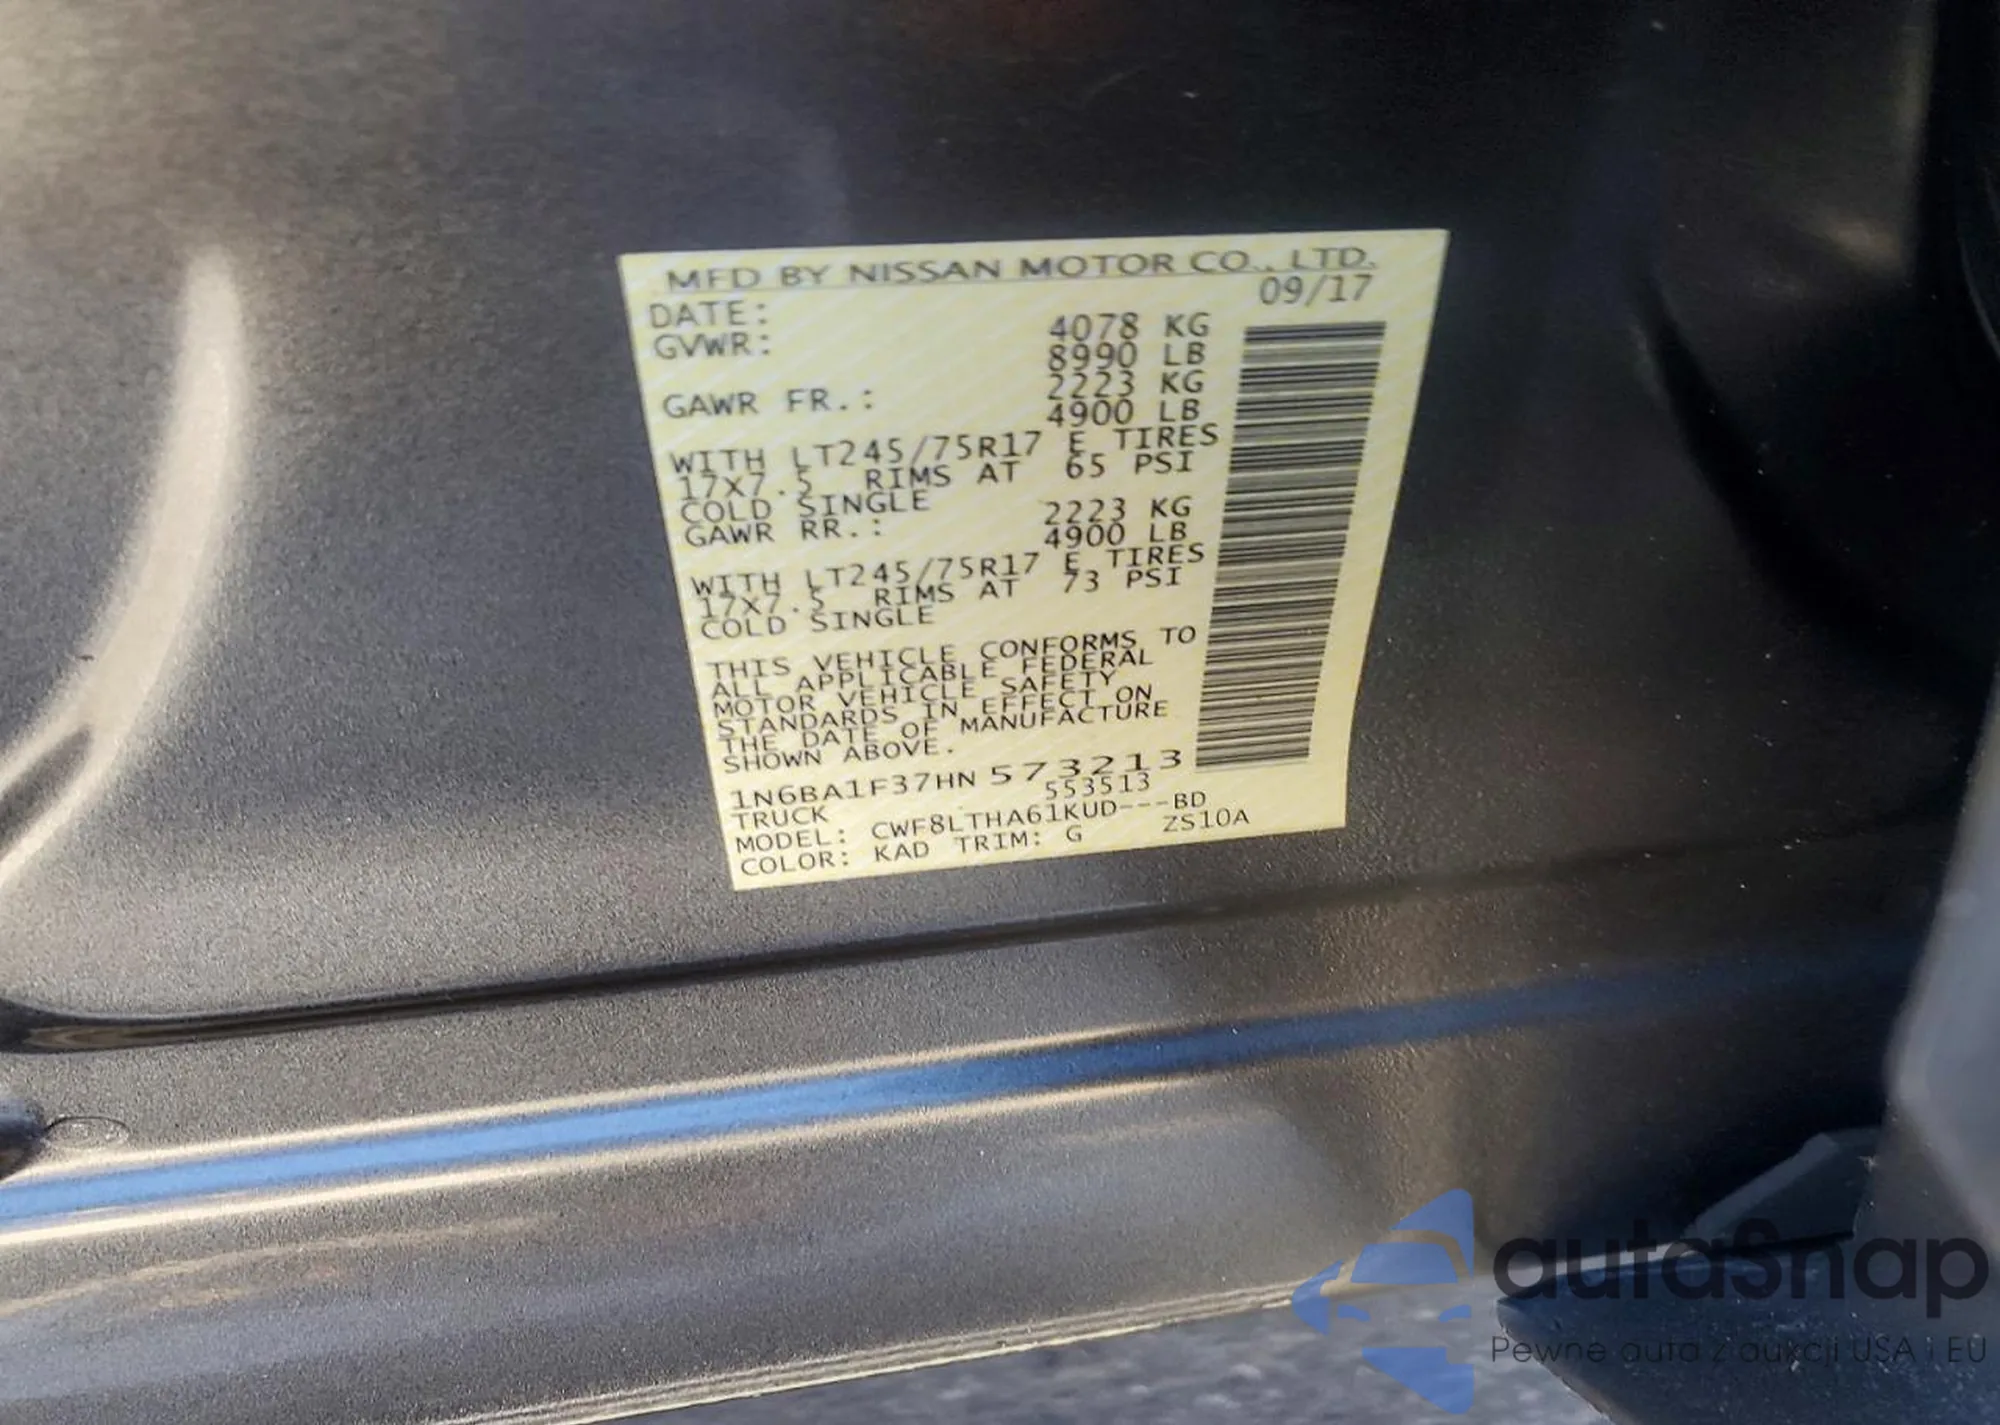 MFD BY NISSAN MOTOR CO., LTD.
DATE: 09/17
GVWR: 4078 KG
8990 LB
GAWR FR.: 2223 KG
4900 LB
WITH LT245/75R17 E TIRES
17X7.5 RIMS AT 65 PSI
COLD SINGLE
GAWR RR.: 2223 KG
4900 LB
WITH LT245/75R17 E TIRES
17X7.5 RIMS AT 73 PSI
COLD SINGLE
THIS VEHICLE CONFORMS TO
ALL APPLICABLE FEDERAL
MOTOR VEHICLE SAFETY
STANDARDS IN EFFECT ON
THE DATE OF MANUFACTURE
SHOWN ABOVE.
1N6BA1F37HN 573213
TRUCK 553513
MODEL: CWF8LTHA61KUD---BD
COLOR: KAD TRIM: G ZS10A
autaSnap
Pewne auta z aukcji USA i EU